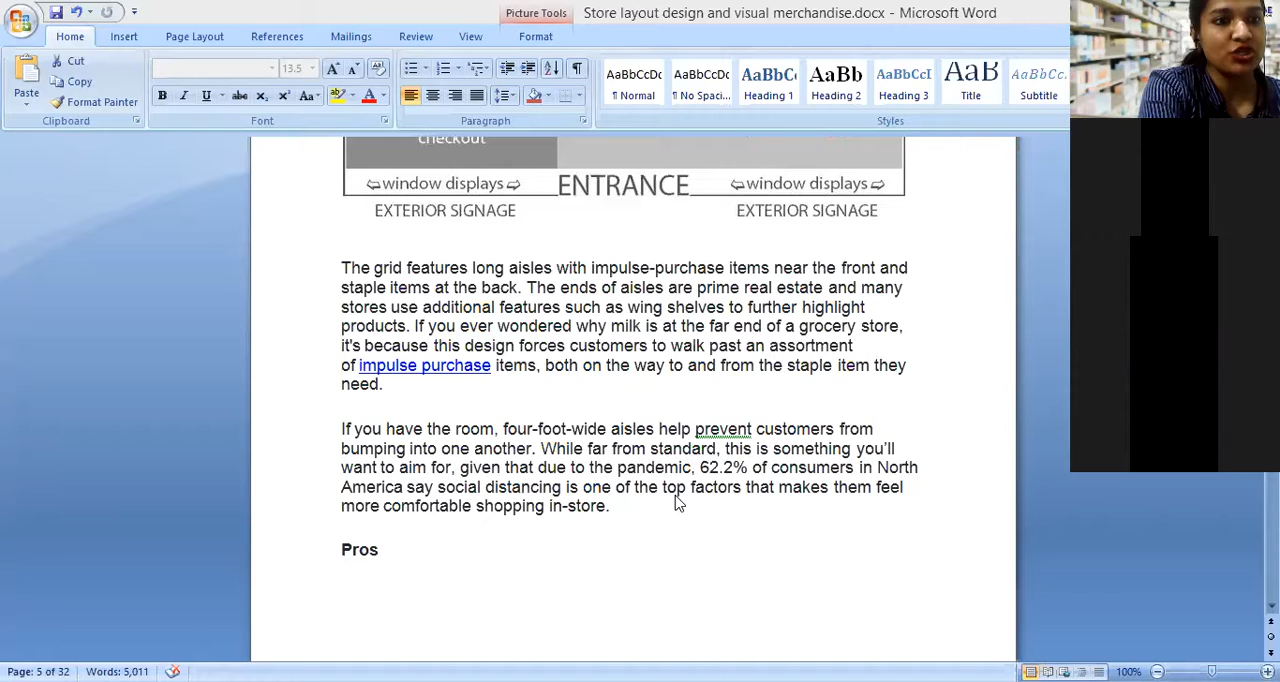 Picture Tools
Store layout design and visual merchandise.docx - Microsoft Word
Home
Insert
Page Layout
References
Mailings
Review
View
Format
Paste
Cut
Copy
Format Painter
Clipboard
13.5
Font
Paragraph
AaBbCcDc
¶ Normal
AaBbCcDc
¶ No Spaci...
AaBbC
Heading 1
AaBb
Heading 2
AaBbCcI
Heading 3
AaB
Title
AaBbCc
Subtitle
Styles
checkout
window displays
ENTRANCE
window displays
EXTERIOR SIGNAGE
EXTERIOR SIGNAGE
The grid features long aisles with impulse-purchase items near the front and
staple items at the back. The ends of aisles are prime real estate and many
stores use additional features such as wing shelves to further highlight
products. If you ever wondered why milk is at the far end of a grocery store,
it's because this design forces customers to walk past an assortment
of impulse purchase items, both on the way to and from the staple item they
need.
If you have the room, four-foot-wide aisles help prevent customers from
bumping into one another. While far from standard, this is something you'll
want to aim for, given that due to the pandemic, 62.2% of consumers in North
America say social distancing is one of the top factors that makes them feel
more comfortable shopping in-store.
Pros
Page: 5 of 32
Words: 5,011
100%